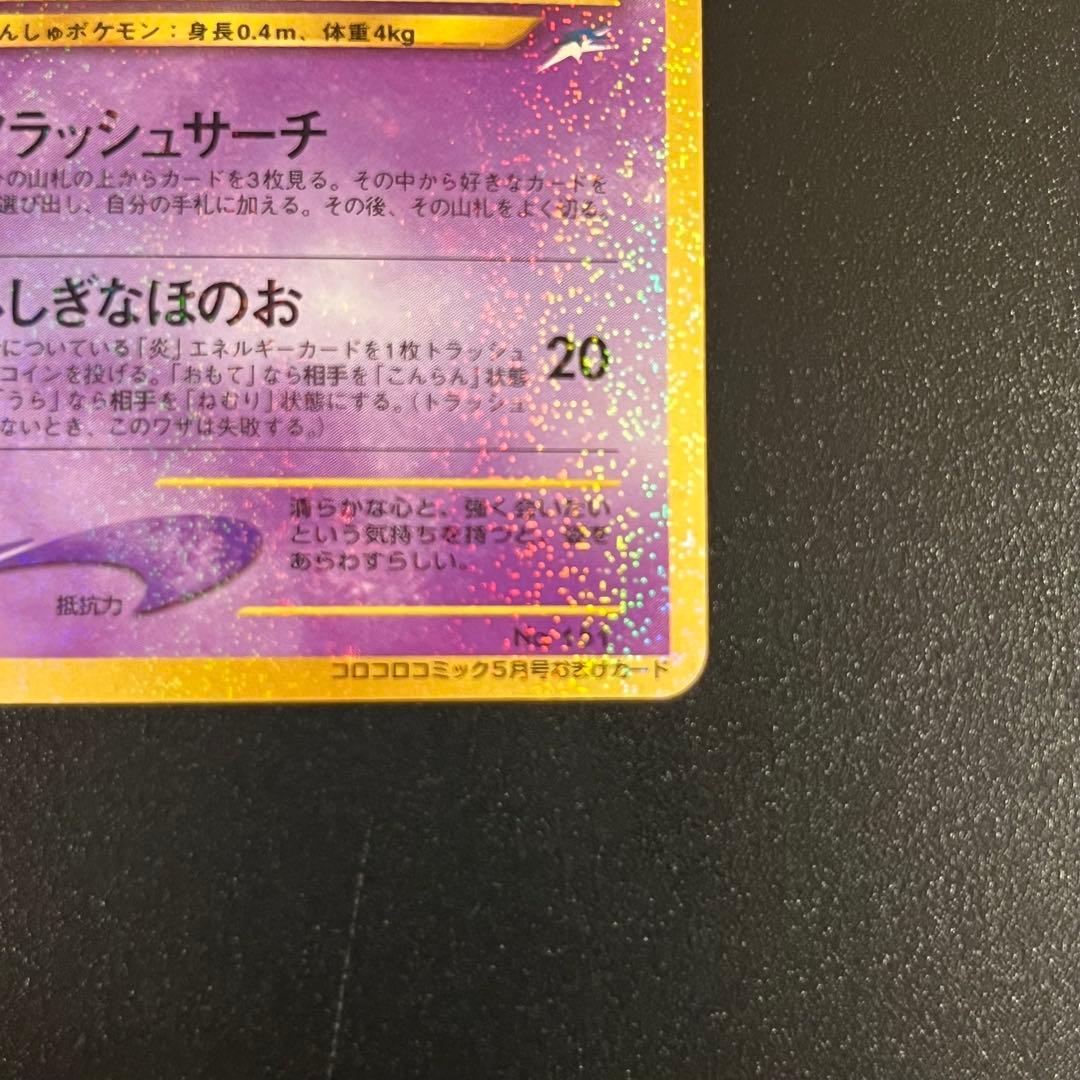 んしゅポケモン：身長0.4m、体重4kg
フラッシュサーチ
の山札の上からカードを3枚見る。その中から好きなカードを
選び出し、自分の手札に加える。その後、その山札をよく切る。
しぎなほのお
についている「炎」エネルギーカードを1枚トラッシュ
20
コインを投げる。「おもて」なら相手を「こんらん」状態
「うら」なら相手を「ねむり」状態にする。（トラッシュ
ないとき、このワザは失敗する。）
清らかな心と、強く会いたい
という気持ちを持つと、姿を
あらわすらしい。
抵抗力
No.151
コロコロコミック5月号なきりカード